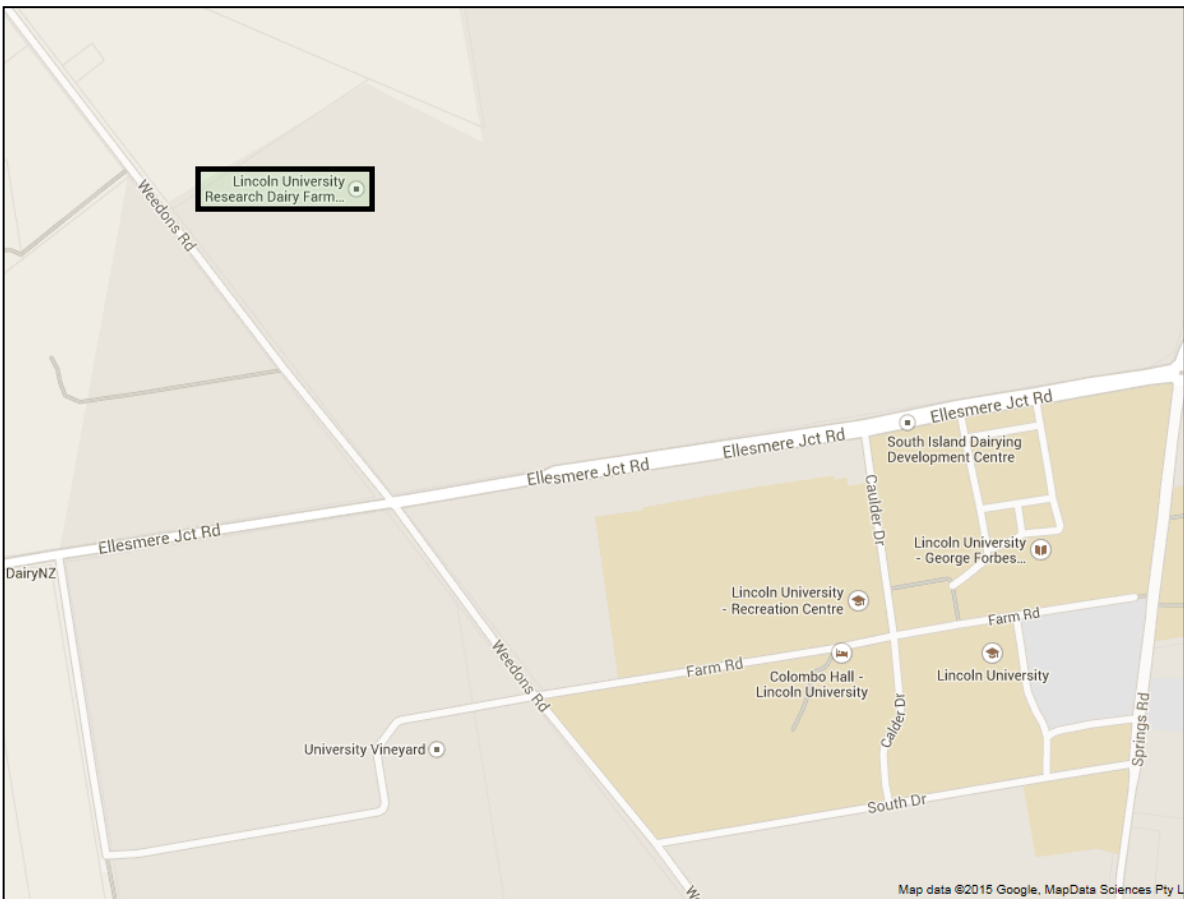 Lincoln University
Research Dairy Farm...
Weedons Rd
Ellesmere Jct Rd
South Island Dairying
Development Centre
Ellesmere Jct Rd
Ellesmere Jct Rd
Caulder Dr
Ellesmere Jct Rd
Lincoln University
- George Forbes...
DairyNZ
Lincoln University
- Recreation Centre
Farm Rd
Weedons Rd
Farm Rd
Colombo Hall -
Lincoln University
Lincoln University
Calder Dr
Springs Rd
University Vineyard
South Dr
We
Map data ©2015 Google, MapData Sciences Pty L